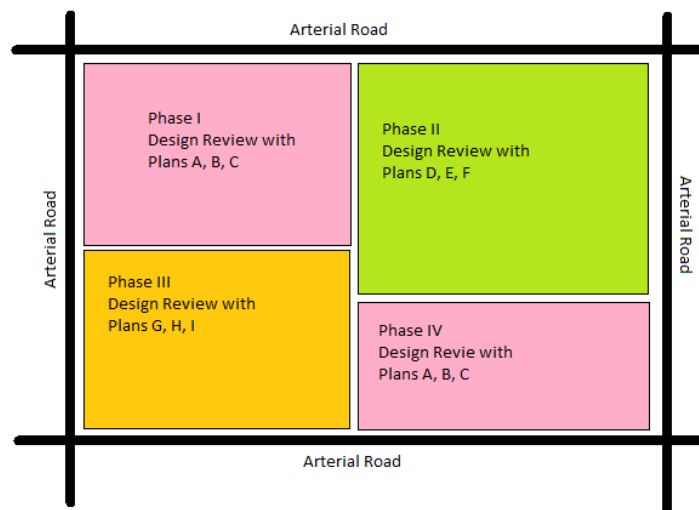 Arterial Road
Phase I
Design Review with
Plans A, B, C
Phase II
Design Review with
Plans D, E, F
Arterial Road
Arterial Road
Phase III
Design Review with
Plans G, H, I
Phase IV
Design Revie with
Plans A, B, C
Arterial Road